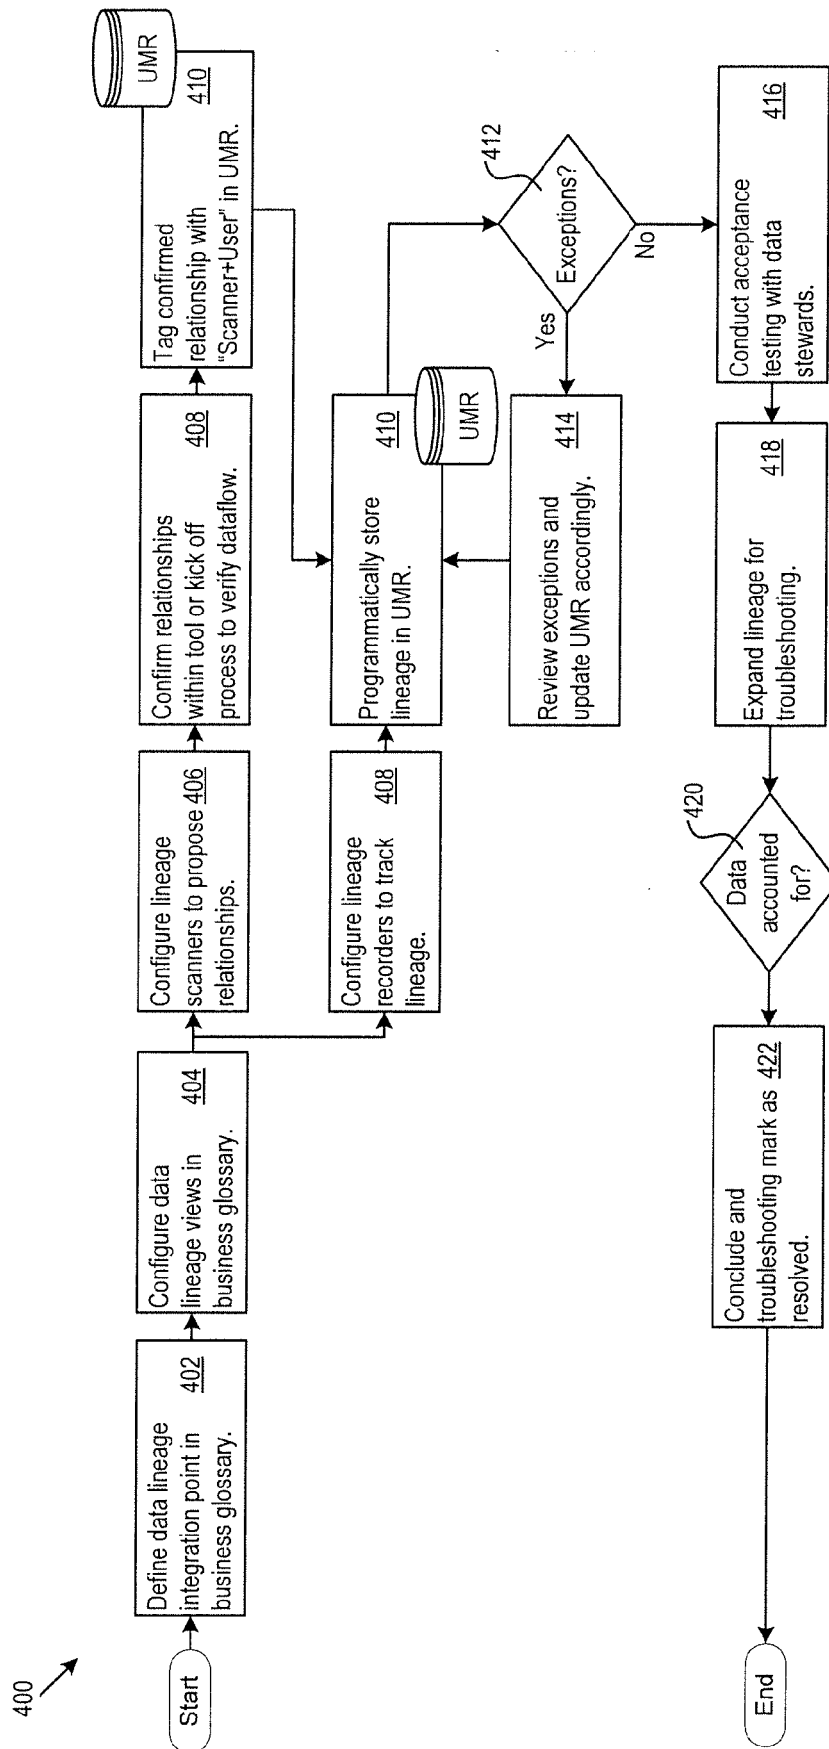 400
Start
Define data lineage
integration point in 402
business glossary.
Configure data
lineage views in 404
business glossary.
Configure lineage
scanners to propose 406
relationships.
Confirm relationships
within tool or kick off 408
process to verify dataflow.
Tag confirmed
relationship with 410
“Scanner+User” in UMR.
UMR
Configure lineage
recorders to track 408
lineage.
Programmatically store
lineage in UMR. 410
UMR
412
Exceptions?
Yes
No
Review exceptions and 414
update UMR accordingly.
Conduct acceptance
testing with data 416
stewards.
Expand lineage for 418
troubleshooting.
420
Data
accounted
for?
Conclude and
troubleshooting mark as 422
resolved.
End